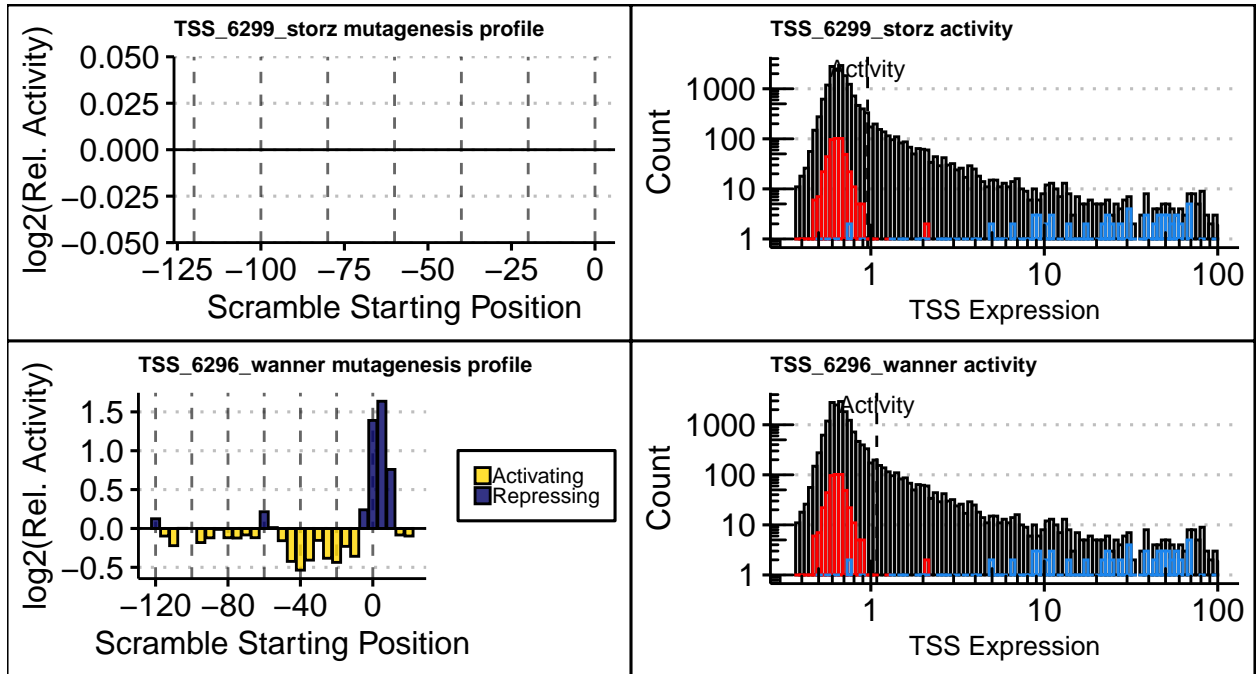 TSS_6299_storz mutagenesis profile
log2(Rel. Activity)
0.050
0.025
0.000
−0.025
−0.050
−125 −100 −75 −50 −25 0
Scramble Starting Position
TSS_6299_storz activity
Activity
Count
1000
100
10
1
1 10 100
TSS Expression
TSS_6296_wanner mutagenesis profile
log2(Rel. Activity)
1.5
1.0
0.5
0.0
−0.5
−120 −80 −40 0
Scramble Starting Position
Activating
Repressing
TSS_6296_wanner activity
Activity
Count
1000
100
10
1
1 10 100
TSS Expression